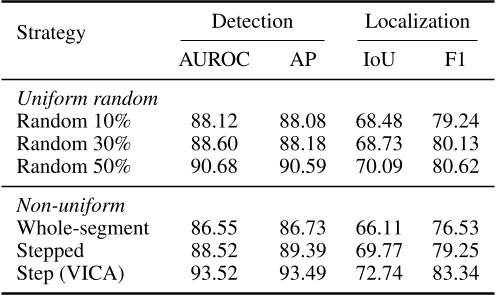 Strategy Detection Localization
AUROC AP IoU F1
Uniform random
Random 10% 88.12 88.08 68.48 79.24
Random 30% 88.60 88.18 68.73 80.13
Random 50% 90.68 90.59 70.09 80.62
Non-uniform
Whole-segment 86.55 86.73 66.11 76.53
Stepped 88.52 89.39 69.77 79.25
Step (VICA) 93.52 93.49 72.74 83.34